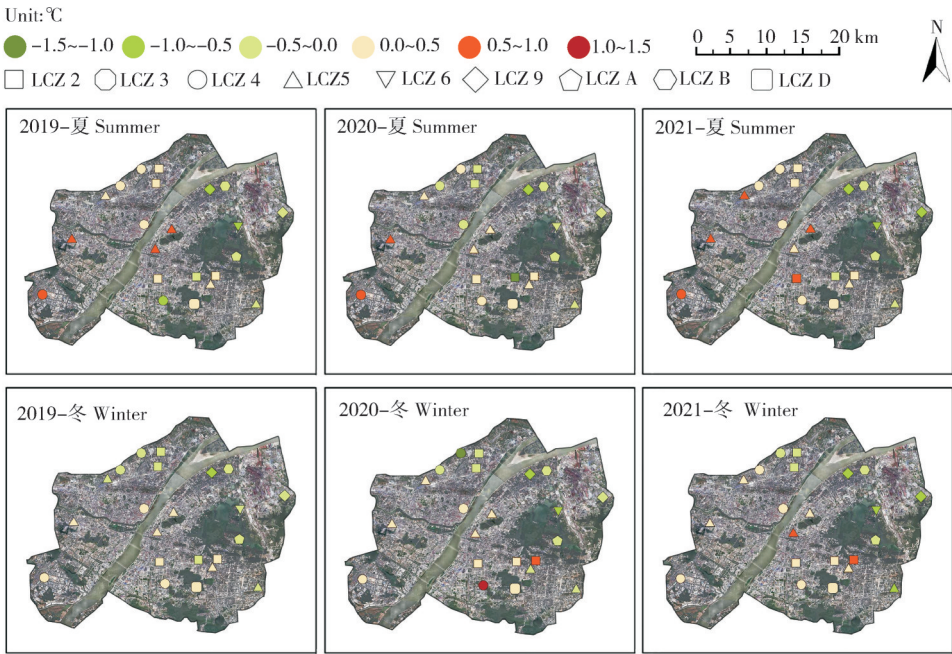 Unit:℃
-1.5~-1.0 -1.0~-0.5 -0.5~0.0 0.0~0.5 0.5~1.0 1.0~1.5
0 5 10 15 20 km
N
LCZ 2 LCZ 3 LCZ 4 LCZ5 LCZ 6 LCZ 9 LCZ A LCZ B LCZ D
2019-夏 Summer
2020-夏 Summer
2021-夏 Summer
2019-冬 Winter
2020-冬 Winter
2021-冬 Winter